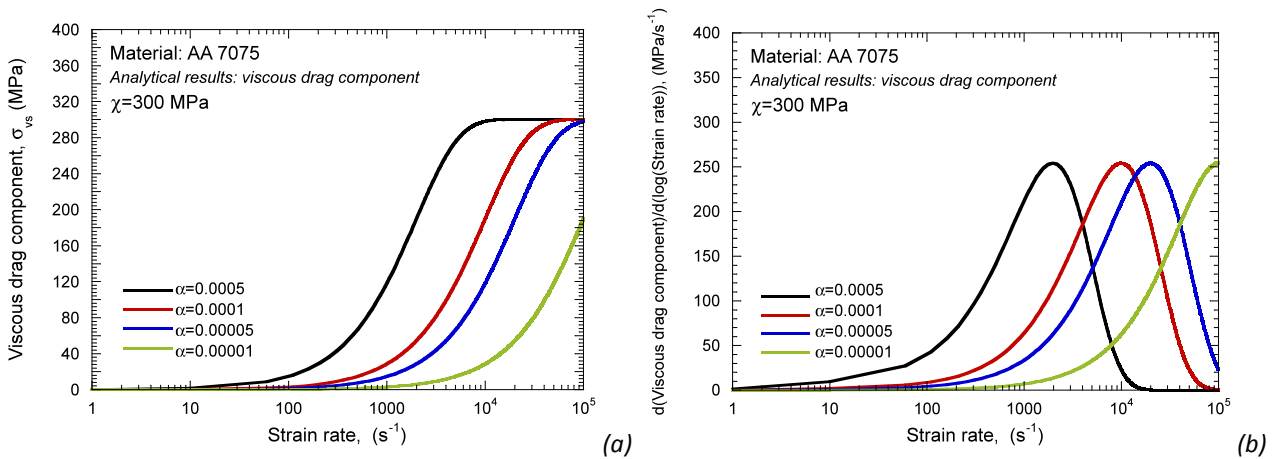 Material: AA 7075
Analytical results: viscous drag component
χ=300 MPa
Viscous drag component, σvs (MPa)
400
360
320
280
240
200
160
120
80
40
0
α=0.0005
α=0.0001
α=0.00005
α=0.00001
1
10
100
1000
10⁴
10⁵
Strain rate, (s⁻¹)
(a)
Material: AA 7075
Analytical results: viscous drag component
χ=300 MPa
d(Viscous drag component)/d(log(Strain rate)), (MPa/s⁻¹)
400
350
300
250
200
150
100
50
0
α=0.0005
α=0.0001
α=0.00005
α=0.00001
1
10
100
1000
10⁴
10⁵
Strain rate, (s⁻¹)
(b)